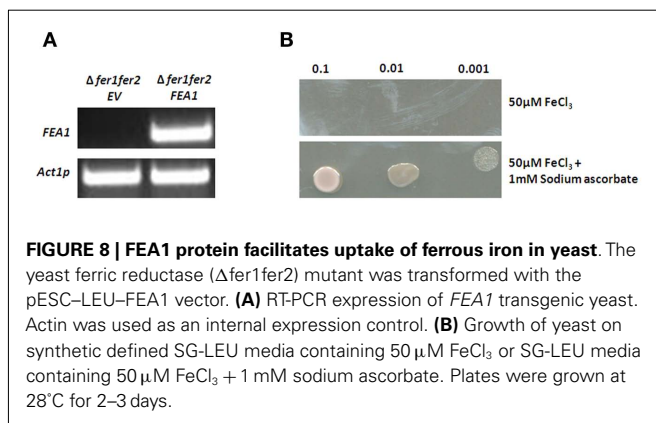 A
B
Δfer1fer2 Δfer1fer2
EV FEA1
FEA1
Act1p
0.1 0.01 0.001
50μM FeCl3
50μM FeCl3 +
1mM Sodium ascorbate
FIGURE 8 | FEA1 protein facilitates uptake of ferrous iron in yeast. The
yeast ferric reductase (Δfer1fer2) mutant was transformed with the
pESC–LEU–FEA1 vector. (A) RT-PCR expression of FEA1 transgenic yeast.
Actin was used as an internal expression control. (B) Growth of yeast on
synthetic defined SG-LEU media containing 50 μM FeCl₃ or SG-LEU media
containing 50 μM FeCl₃ + 1 mM sodium ascorbate. Plates were grown at
28˚C for 2–3 days.